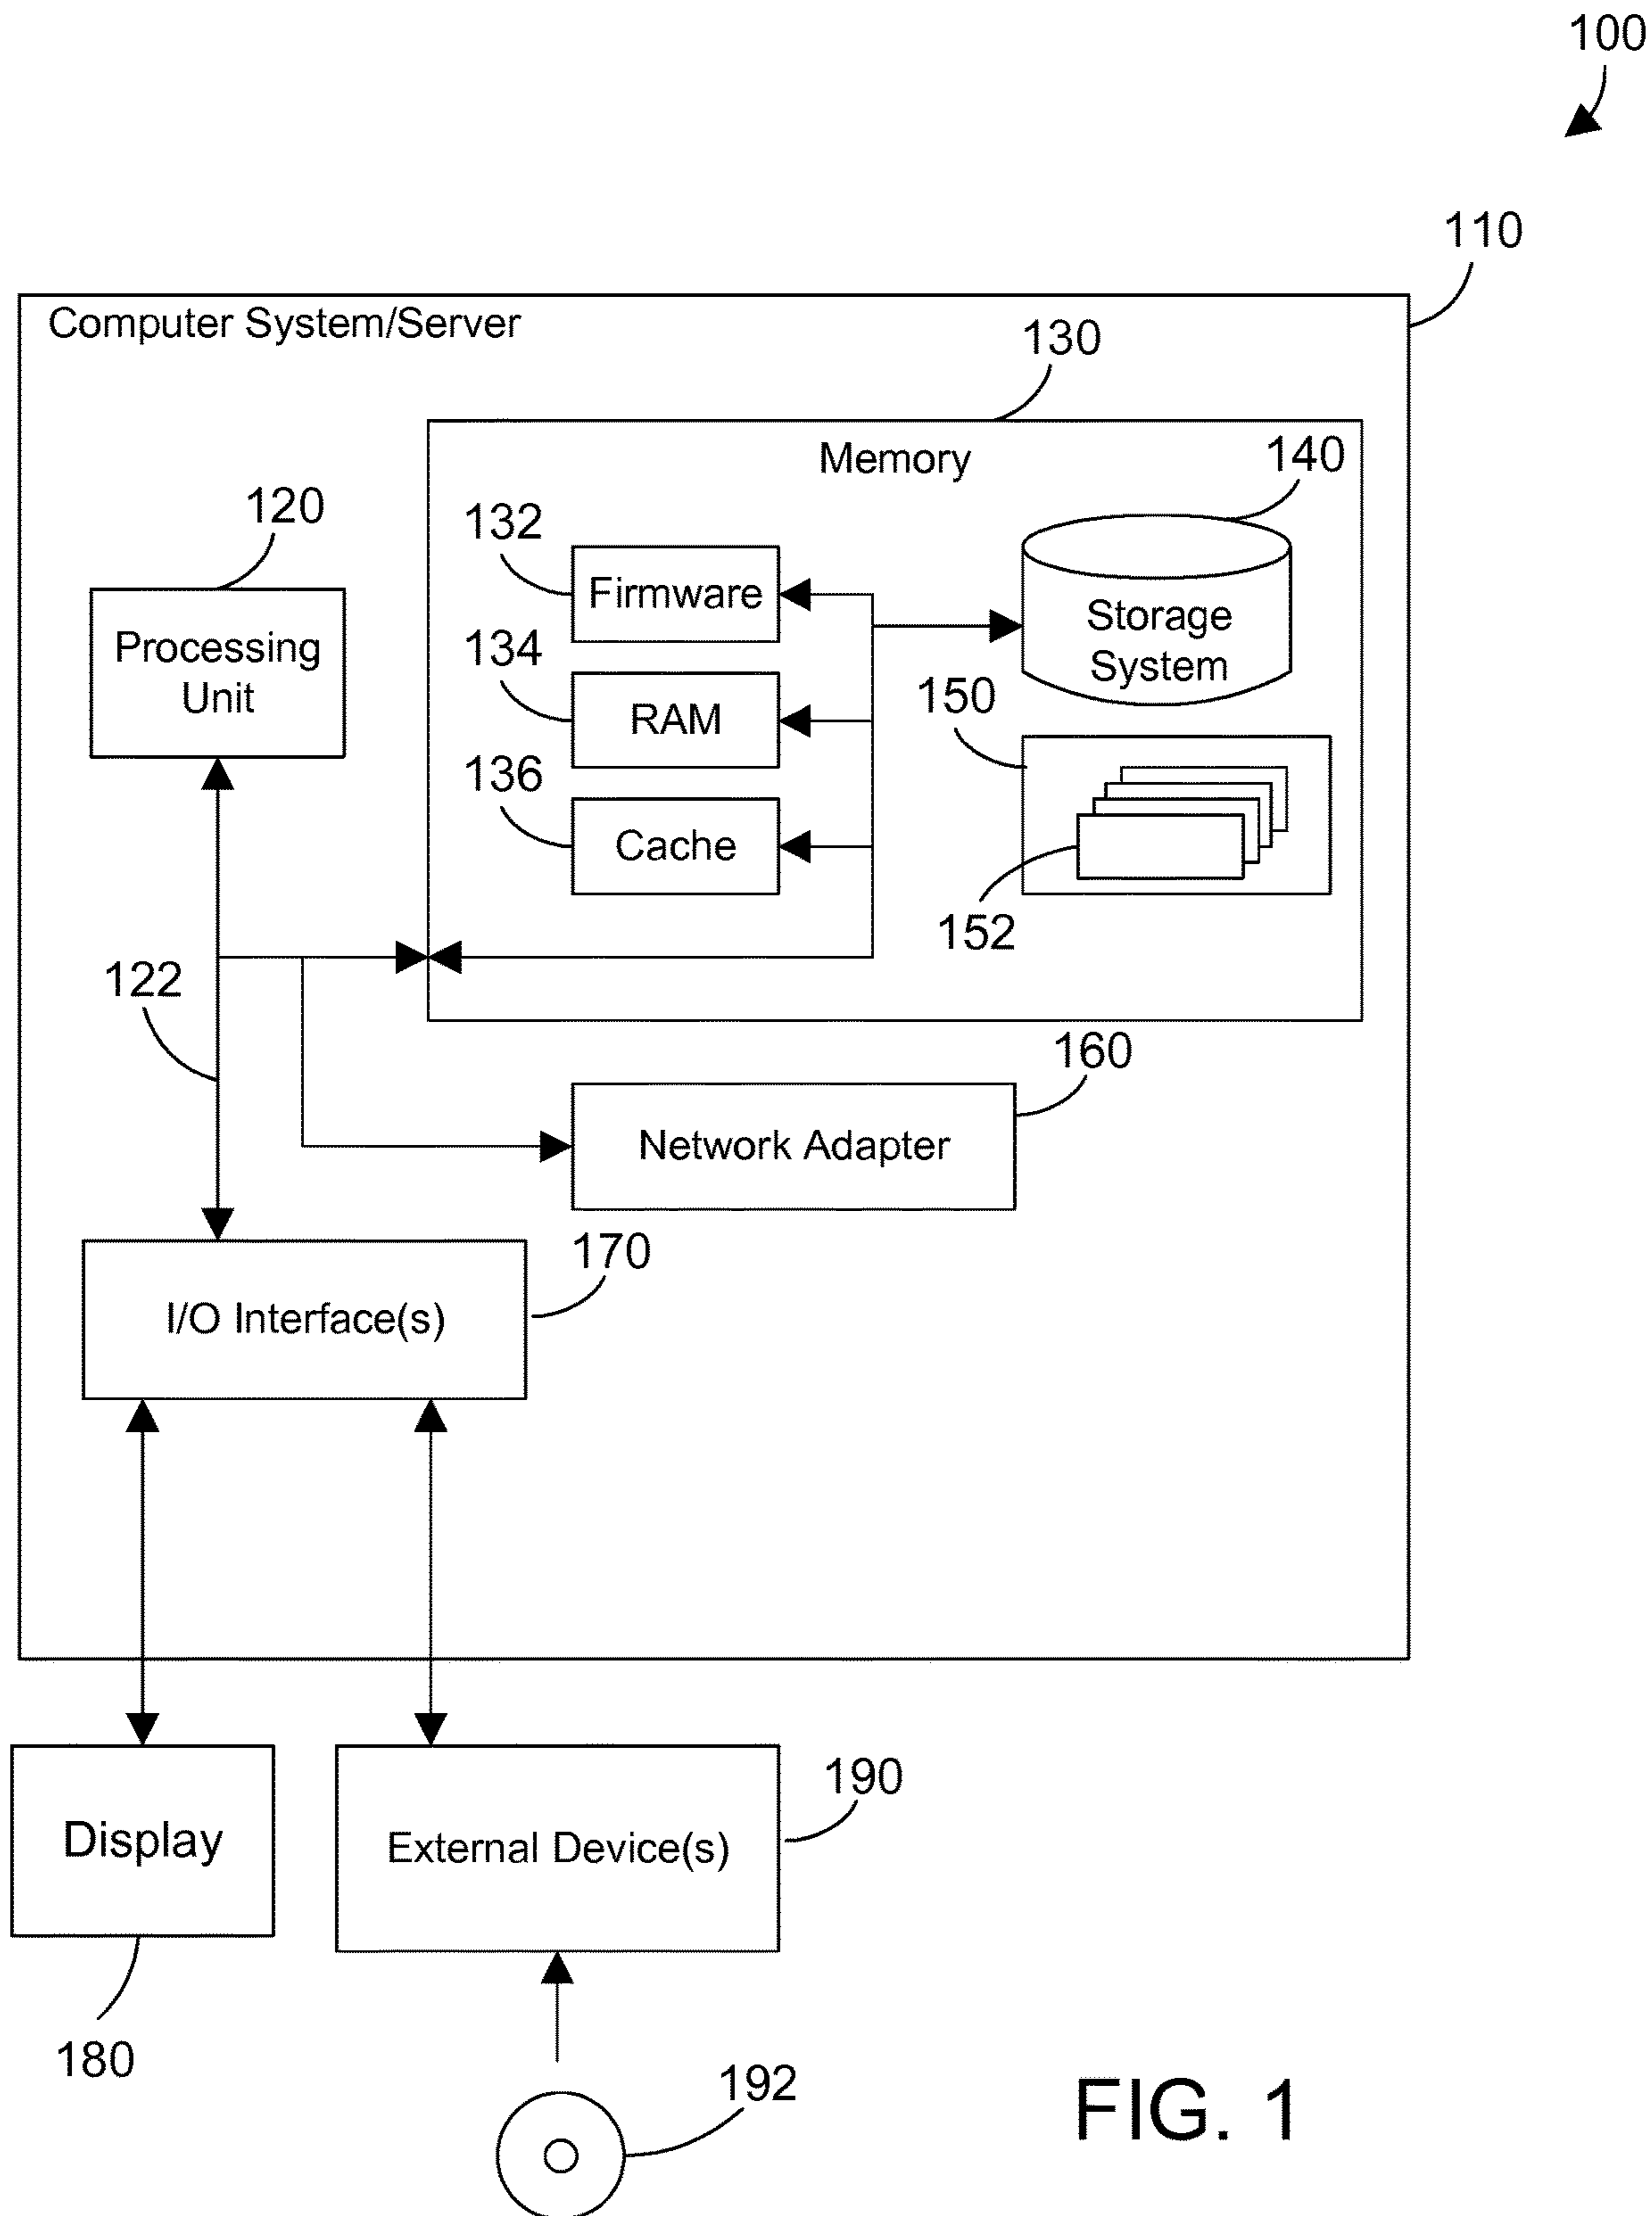 100
110
Computer System/Server
130
Memory
140
120
132
Firmware
Storage
System
Processing
Unit
134
RAM
150
136
Cache
152
122
160
Network Adapter
170
I/O Interface(s)
190
Display
External Device(s)
180
192
FIG. 1